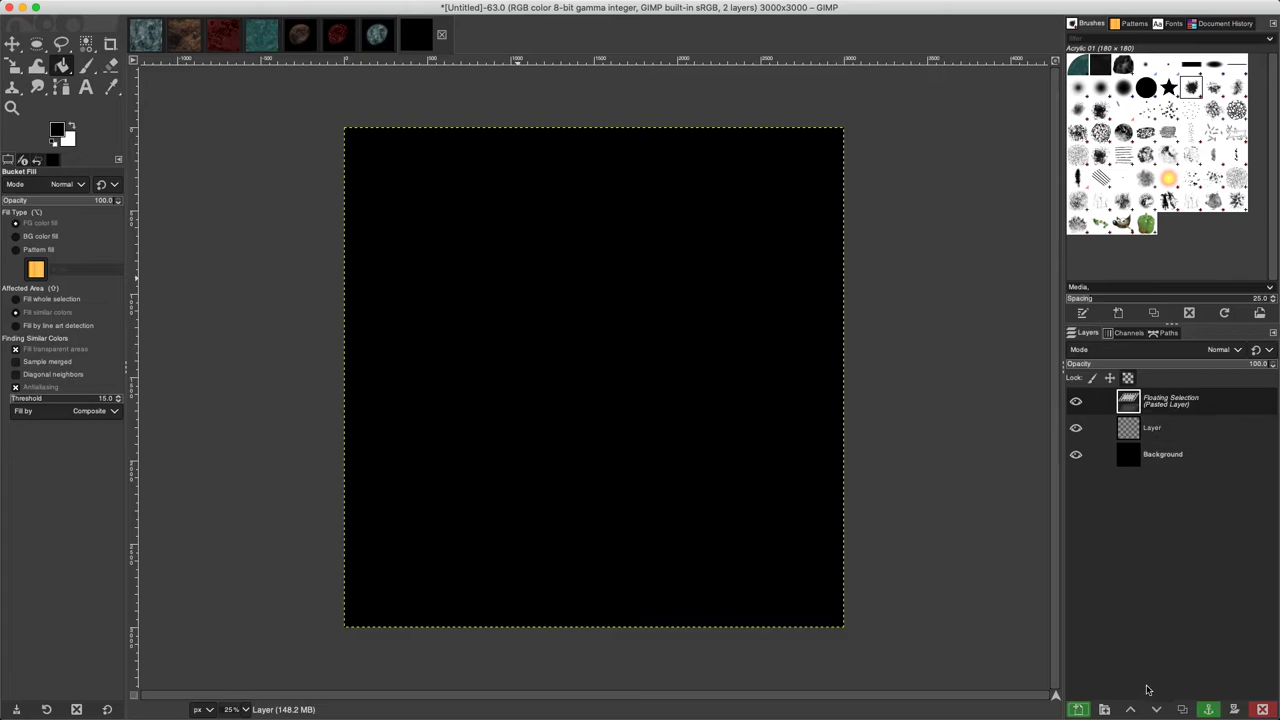 *[Untitled]-63.0 (RGB color 8-bit gamma integer, GIMP built-in sRGB, 2 layers) 3000x3000 – GIMP
Brushes
Patterns
Aa Fonts
Document History
filter
Acrylic 01 (180 × 180)
Bucket Fill
Mode Normal
Opacity 100.0
Fill Type (⌥)
FG color fill
BG color fill
Pattern fill
Affected Area (⇧)
Fill whole selection
Fill similar colors
Fill by line art detection
Finding Similar Colors
Fill transparent areas
Sample merged
Diagonal neighbors
Antialiasing
Threshold 15.0
Fill by Composite
Media,
Spacing 25.0
Layers
Channels
Paths
Mode Normal
Opacity 100.0
Lock:
Floating Selection
(Pasted Layer)
Layer
Background
px
25%
Layer (148.2 MB)